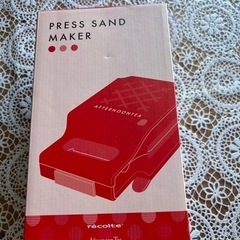 PRESS SAND
MAKER
AFTERNOONTEA
récolte